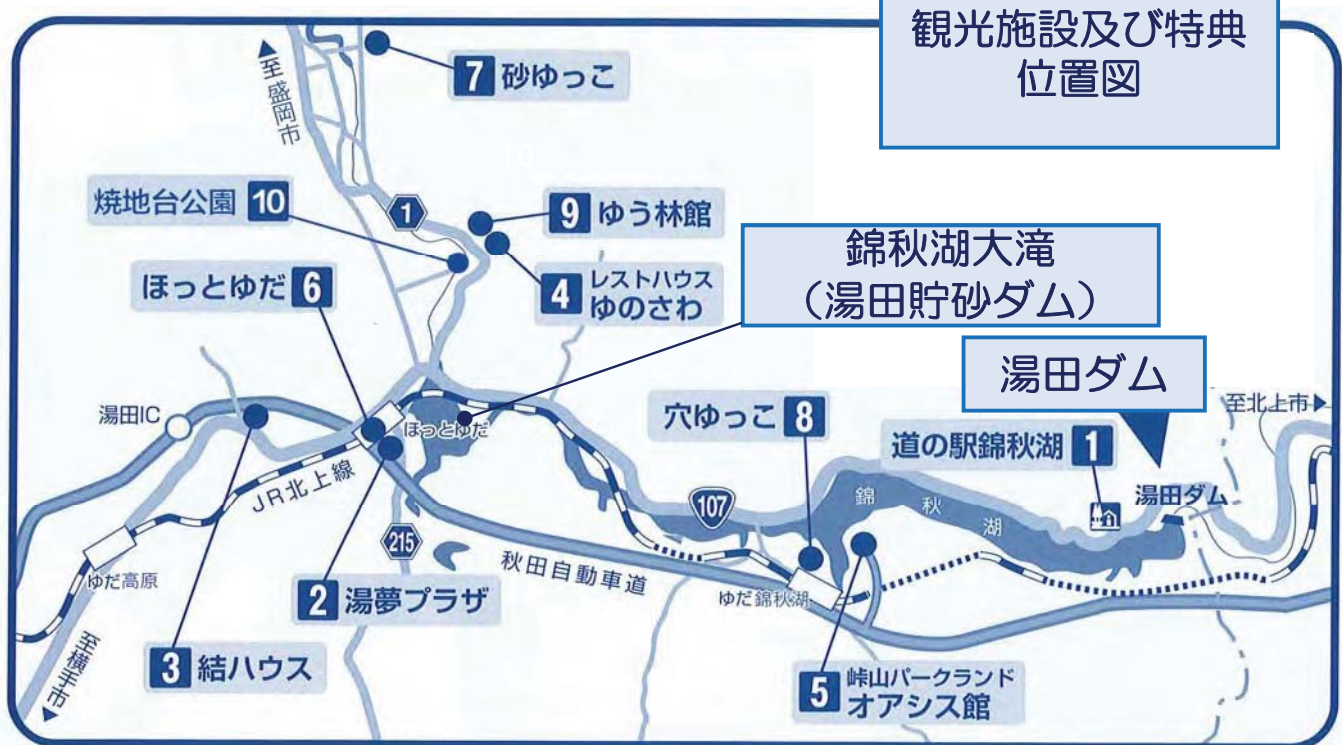 観光施設及び特典
位置図
▲至盛岡市
7 砂ゆっこ
10
焼地台公園 10
1
9 ゆう林館
4 レストハウス
ゆのさわ
錦秋湖大滝
（湯田貯砂ダム）
湯田ダム
ほっとゆだ 6
湯田IC
ほっとゆだ
穴ゆっこ 8
道の駅錦秋湖 1
至北上市▶
湯田ダム
JR北上線
107
錦秋湖
215
秋田自動車道
ゆだ高原
ゆだ錦秋湖
2 湯夢プラザ
3 結ハウス
至横手市▼
5 峠山パークランド
オアシス館